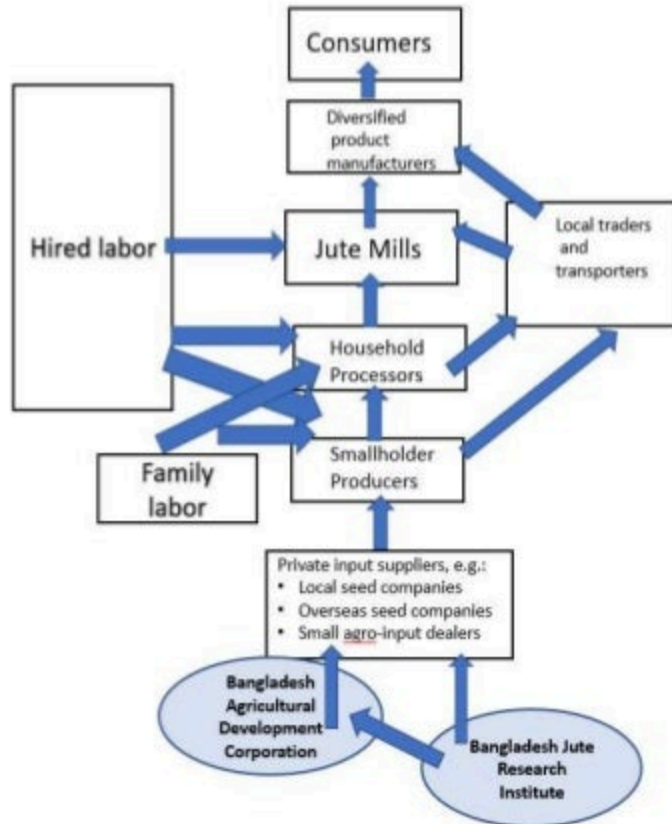 Consumers
Diversified
product
manufacturers
Hired labor
Jute Mills
Local traders
and
transporters
Household
Processors
Family
labor
Smallholder
Producers
Private input suppliers, e.g.:
• Local seed companies
• Overseas seed companies
• Small agro-input dealers
Bangladesh
Agricultural
Development
Corporation
Bangladesh Jute
Research
Institute